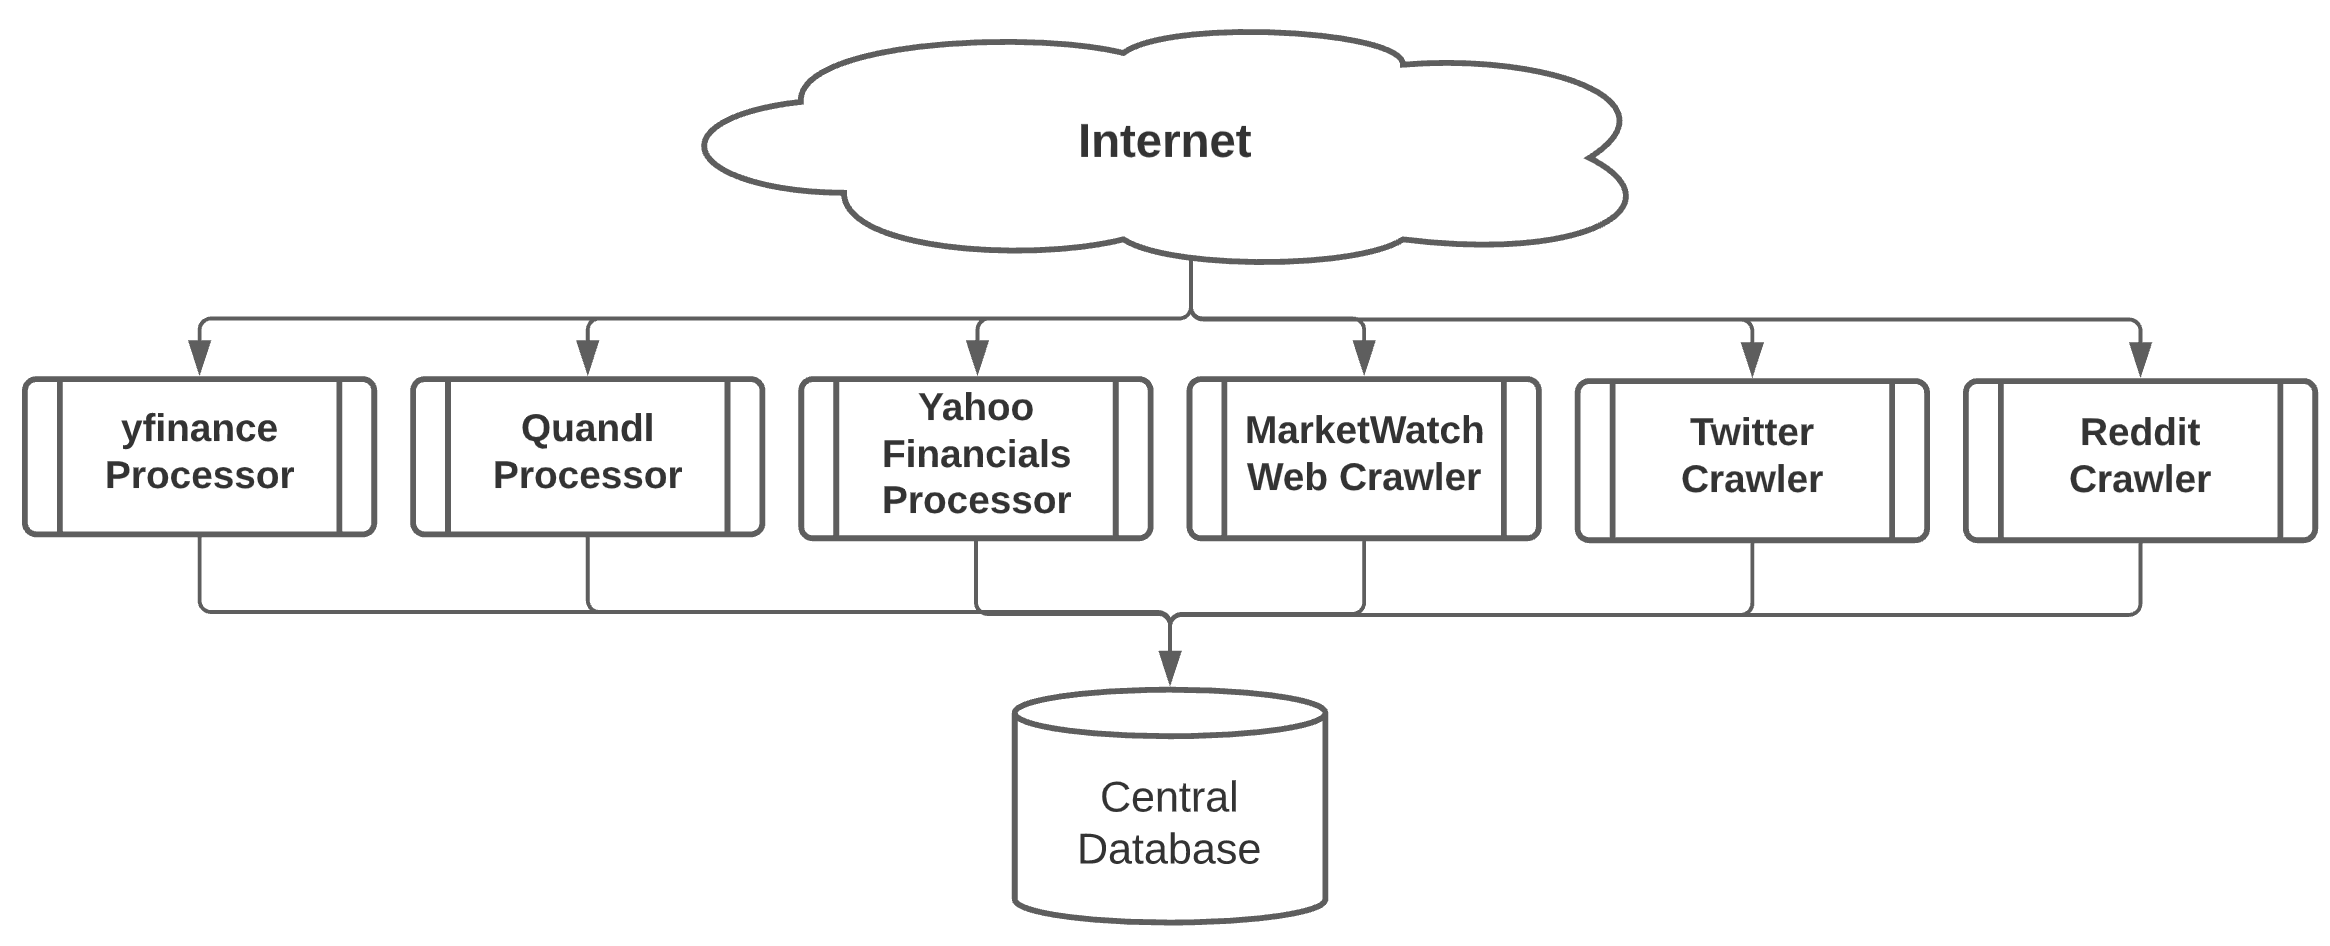 Internet
yfinance
Processor
Quandl
Processor
Yahoo
Financials
Processor
MarketWatch
Web Crawler
Twitter
Crawler
Reddit
Crawler
Central
Database